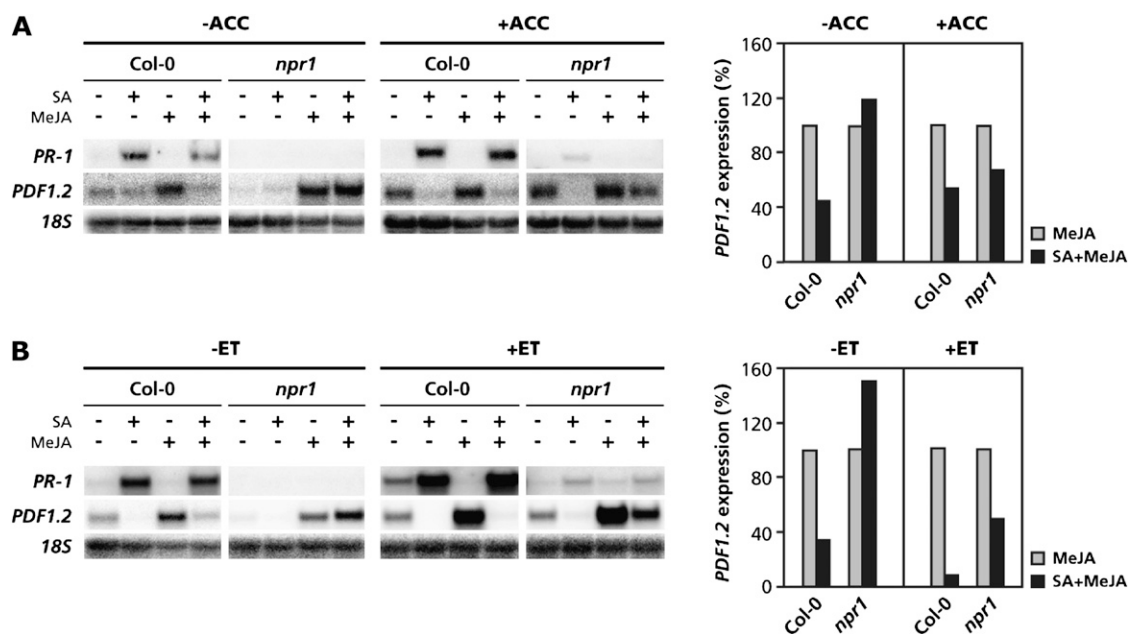 A
-ACC +ACC
Col-0 npr1 Col-0 npr1
SA - + - + - + - + - + - + - + - +
MeJA - - + + - - + + - - + + - - + +
PR-1
PDF1.2
18S
-ACC +ACC
PDF1.2 expression (%)
160
120
80
40
0
Col-0 npr1 Col-0 npr1
MeJA
SA+MeJA
B
-ET +ET
Col-0 npr1 Col-0 npr1
SA - + - + - + - + - + - + - + - +
MeJA - - + + - - + + - - + + - - + +
PR-1
PDF1.2
18S
-ET +ET
PDF1.2 expression (%)
160
120
80
40
0
Col-0 npr1 Col-0 npr1
MeJA
SA+MeJA